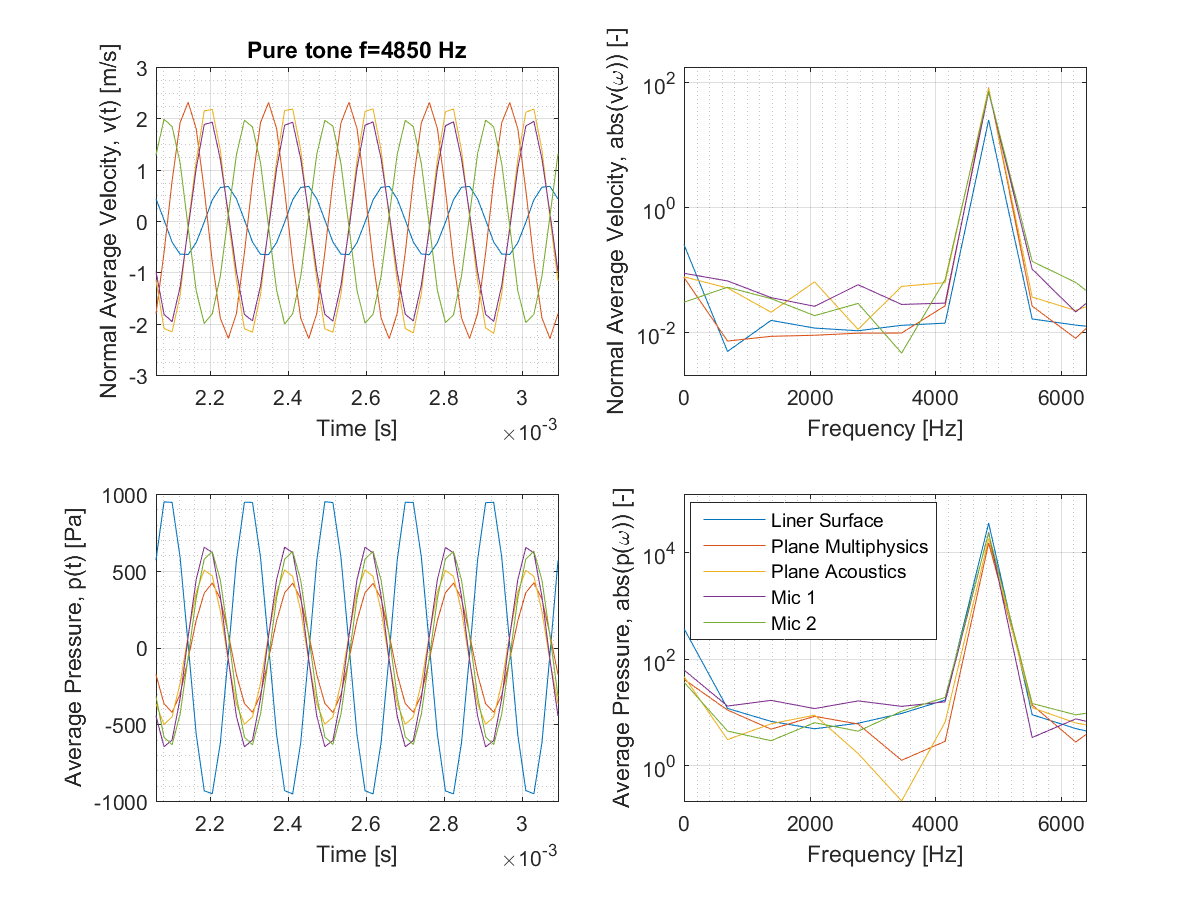 Pure tone f=4850 Hz
Normal Average Velocity, v(t) [m/s]
3
2
1
0
-1
-2
-3
2.2
2.4
2.6
2.8
3
Time [s]
×10-3
Normal Average Velocity, abs(v(ω)) [-]
102
100
10-2
0
2000
4000
6000
Frequency [Hz]
Average Pressure, p(t) [Pa]
1000
500
0
-500
-1000
2.2
2.4
2.6
2.8
3
Time [s]
×10-3
Average Pressure, abs(p(ω)) [-]
104
102
100
Liner Surface
Plane Multiphysics
Plane Acoustics
Mic 1
Mic 2
0
2000
4000
6000
Frequency [Hz]